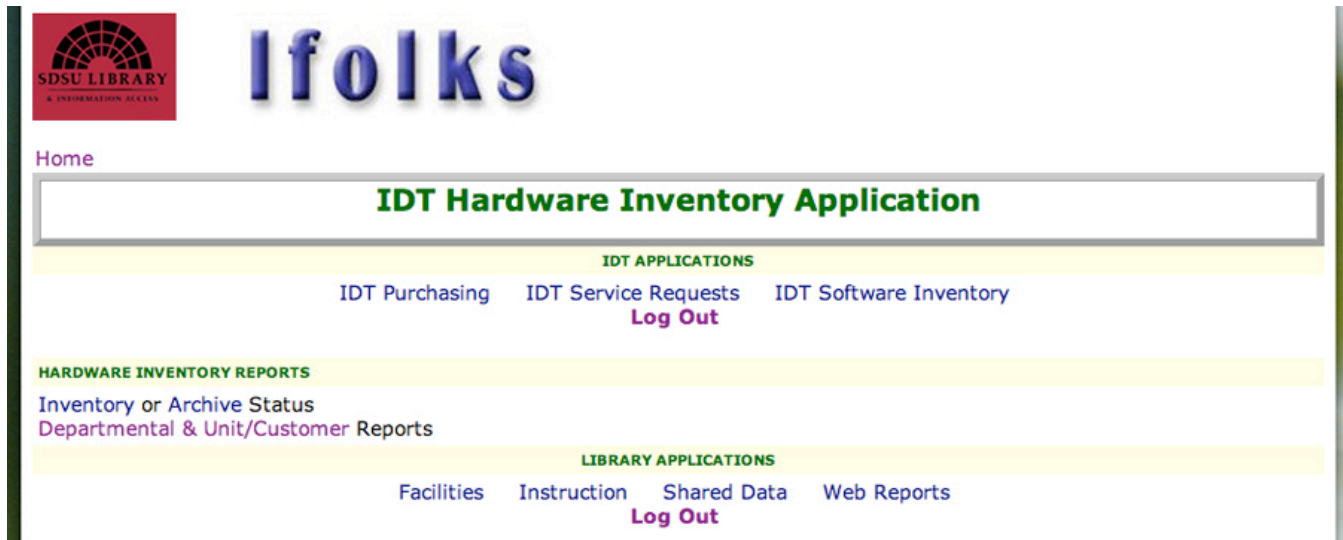 SDSU LIBRARY
& INFORMATION ACCESS
Ifolks
Home
IDT Hardware Inventory Application
IDT APPLICATIONS
IDT Purchasing IDT Service Requests IDT Software Inventory
Log Out
HARDWARE INVENTORY REPORTS
Inventory or Archive Status
Departmental & Unit/Customer Reports
LIBRARY APPLICATIONS
Facilities Instruction Shared Data Web Reports
Log Out